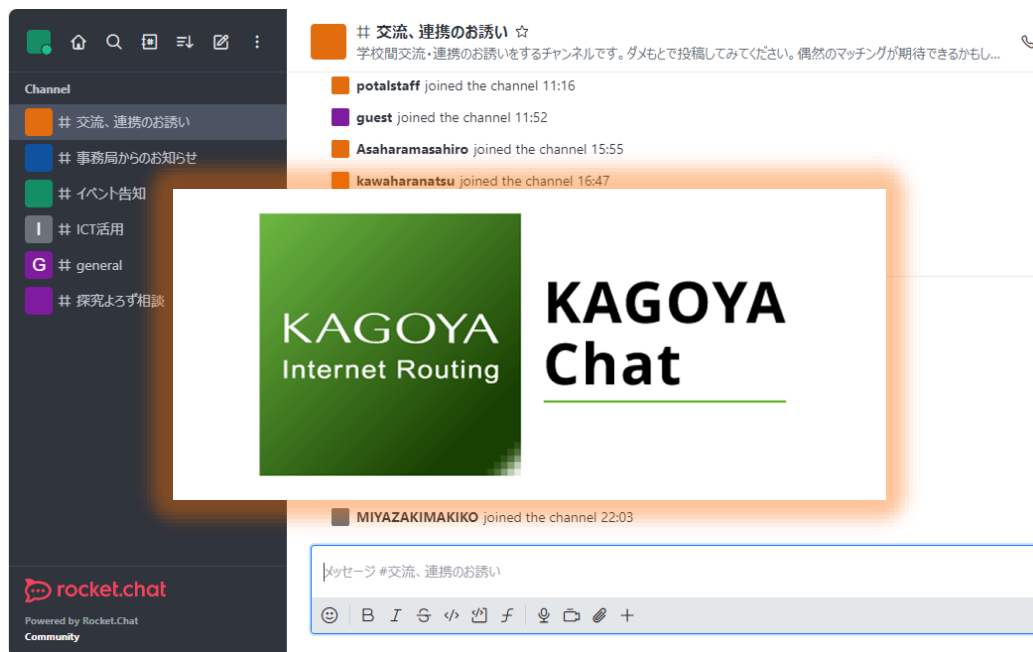 Channel
交流、連携のお誘い
事務局からのお知らせ
イベント告知
I ICT活用
G general
探究よろず相談
交流、連携のお誘い
学校間交流・連携のお誘いをするチャンネルです。ダメもとで投稿してみてください。偶然のマッチングが期待できるかもし...
potalstaff joined the channel 11:16
guest joined the channel 11:52
Asaharamasahiro joined the channel 15:55
kawaharanatsu joined the channel 16:47
KAGOYA
Internet Routing
KAGOYA
Chat
MIYAZAKIMAKIKO joined the channel 22:03
メッセージ #交流、連携のお誘い
rocket.chat
Powered by Rocket.Chat
Community